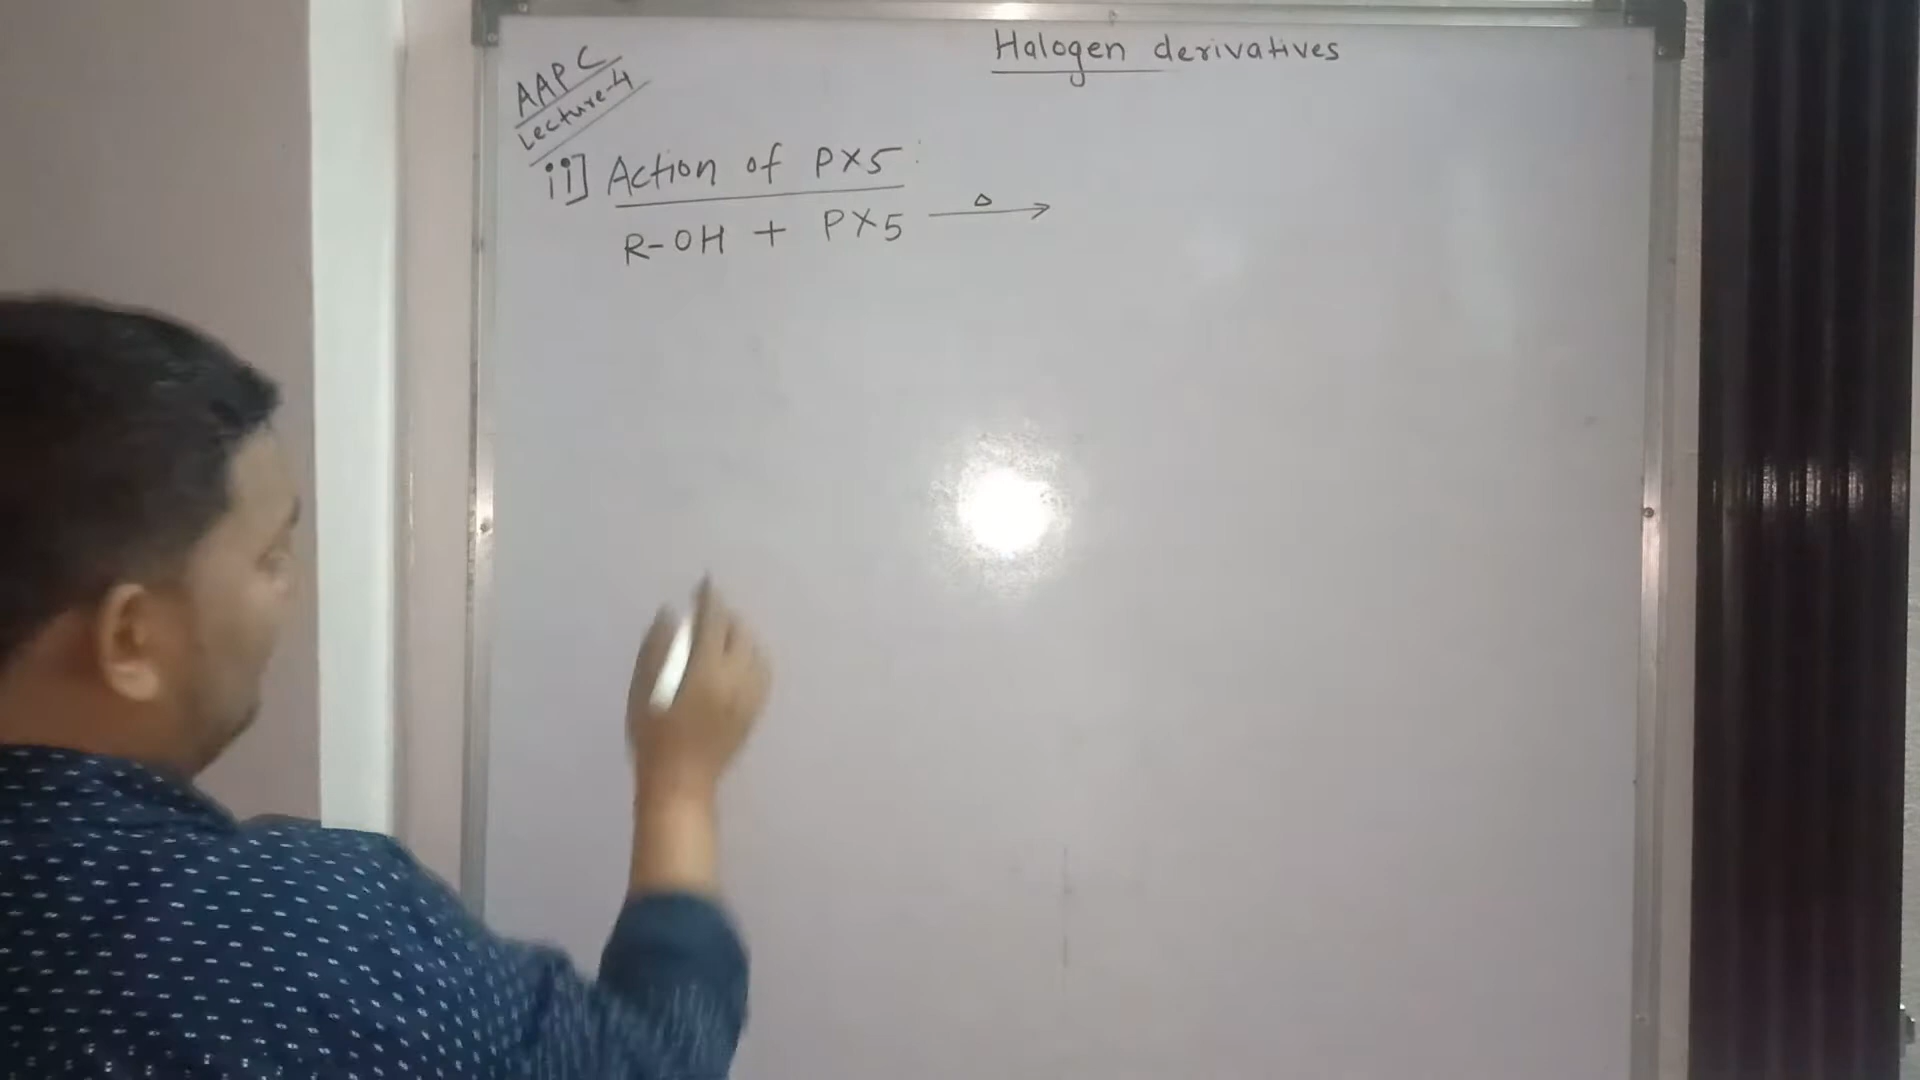 Halogen derivatives
AAPC
Lecture-4
ii] Action of PX5:
R-OH + PX5 —Δ→